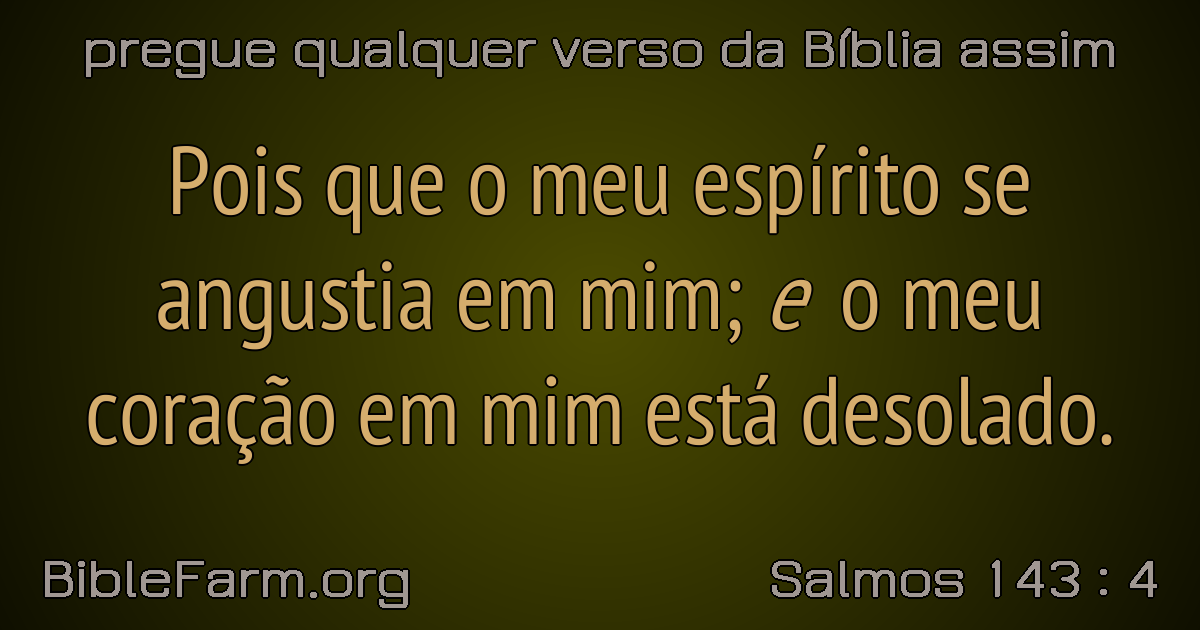 pregue qualquer verso da Bíblia assim
Pois que o meu espírito se
angustia em mim; e o meu
coração em mim está desolado.
BibleFarm.org
Salmos 143 : 4